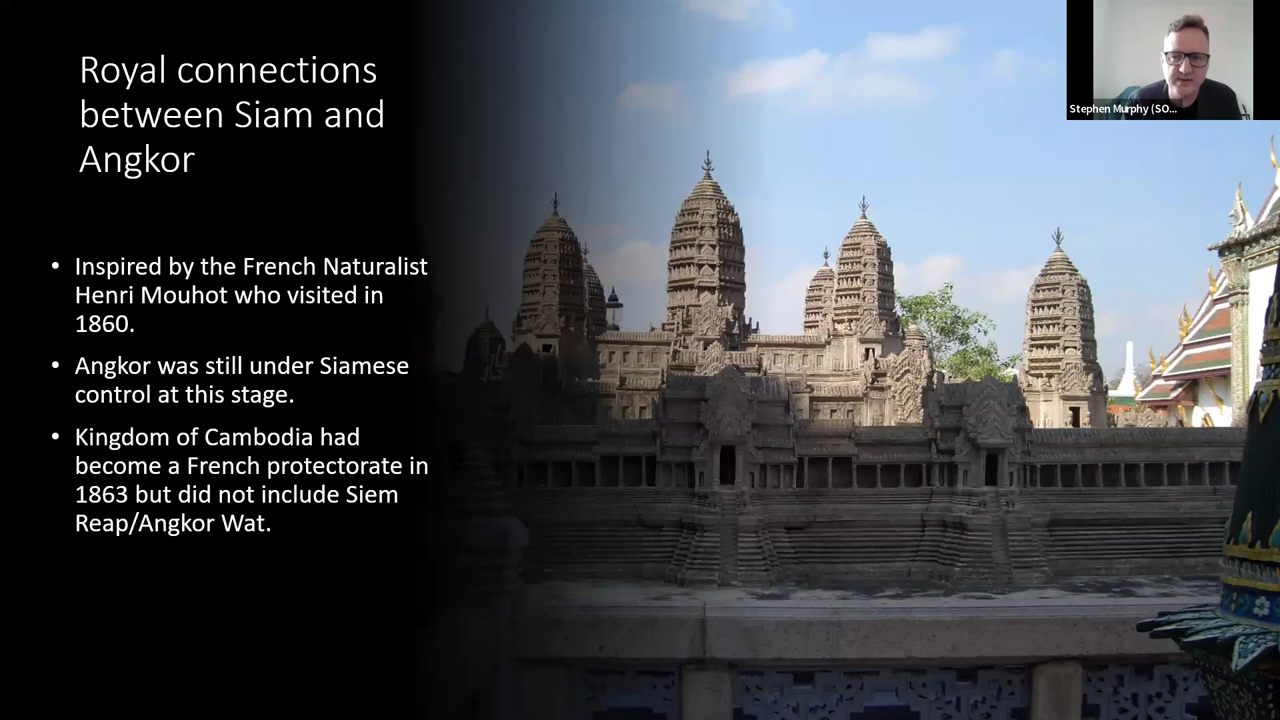 Royal connections
between Siam and
Angkor
• Inspired by the French Naturalist
Henri Mouhot who visited in
1860.
• Angkor was still under Siamese
control at this stage.
• Kingdom of Cambodia had
become a French protectorate in
1863 but did not include Siem
Reap/Angkor Wat.
Stephen Murphy (SO...